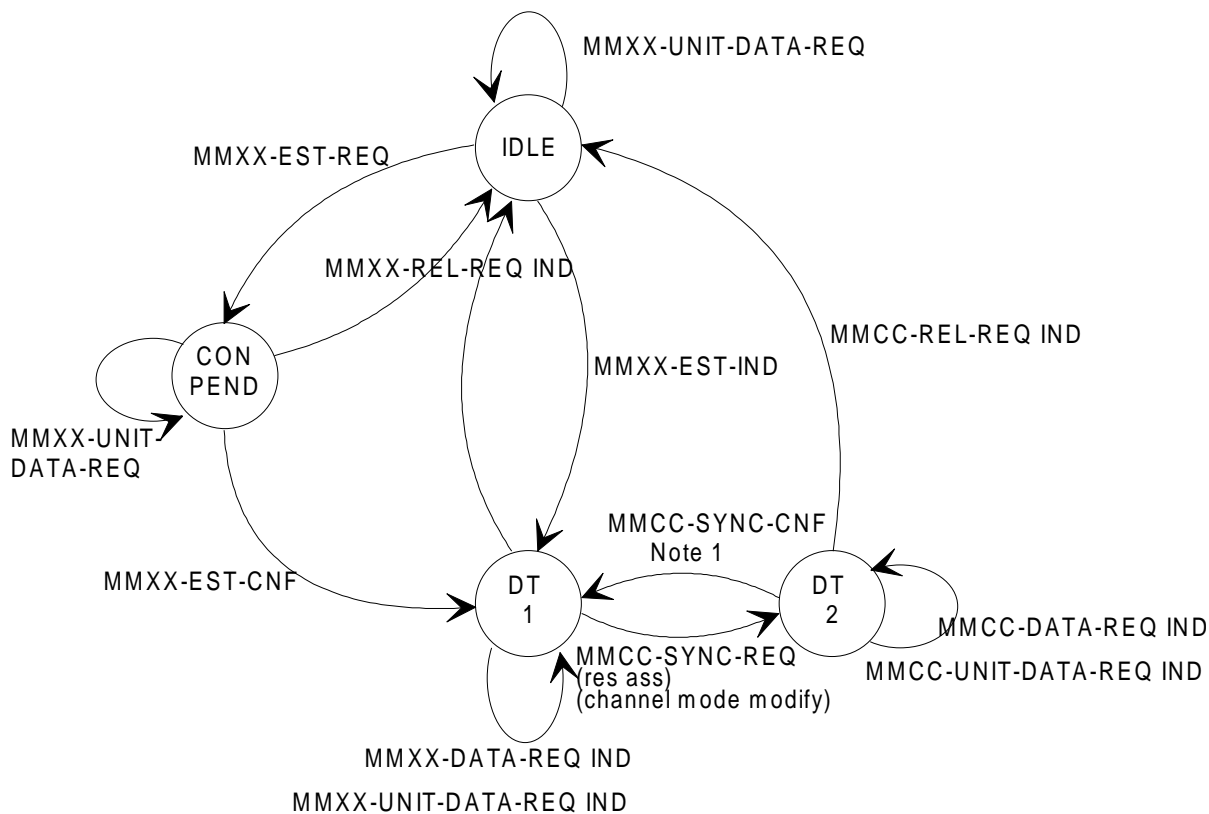 MMXX-UNIT-DATA-REQ
IDLE
MMXX-EST-REQ
MMXX-REL-REQ IND
MMCC-REL-REQ IND
CON
PEND
MMXX-EST-IND
MMXX-UNIT-
DATA-REQ
MMCC-SYNC-CNF
Note 1
MMXX-EST-CNF
DT
1
DT
2
MMCC-DATA-REQ IND
MMCC-SYNC-REQ
(res ass)
(channel mode modify)
MMCC-UNIT-DATA-REQ IND
MMXX-DATA-REQ IND
MMXX-UNIT-DATA-REQ IND